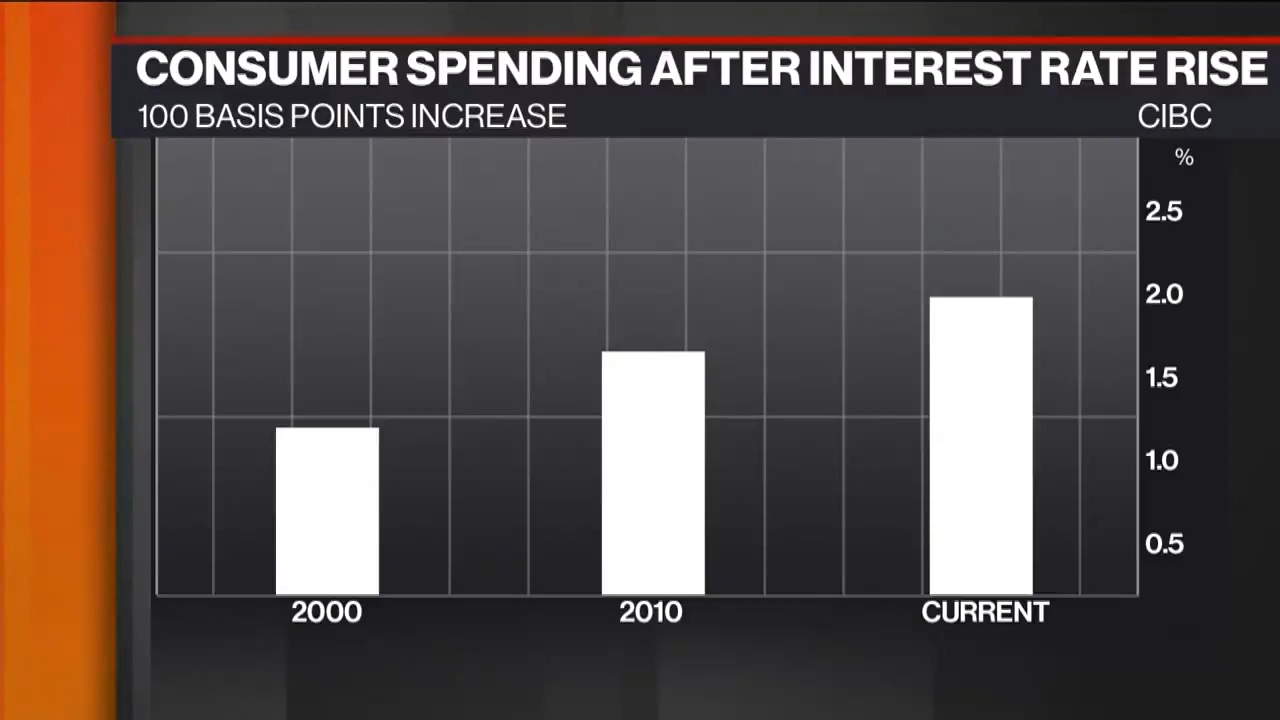 CONSUMER SPENDING AFTER INTEREST RATE RISE
100 BASIS POINTS INCREASE
CIBC
%
2.5
2.0
1.5
1.0
0.5
2000
2010
CURRENT